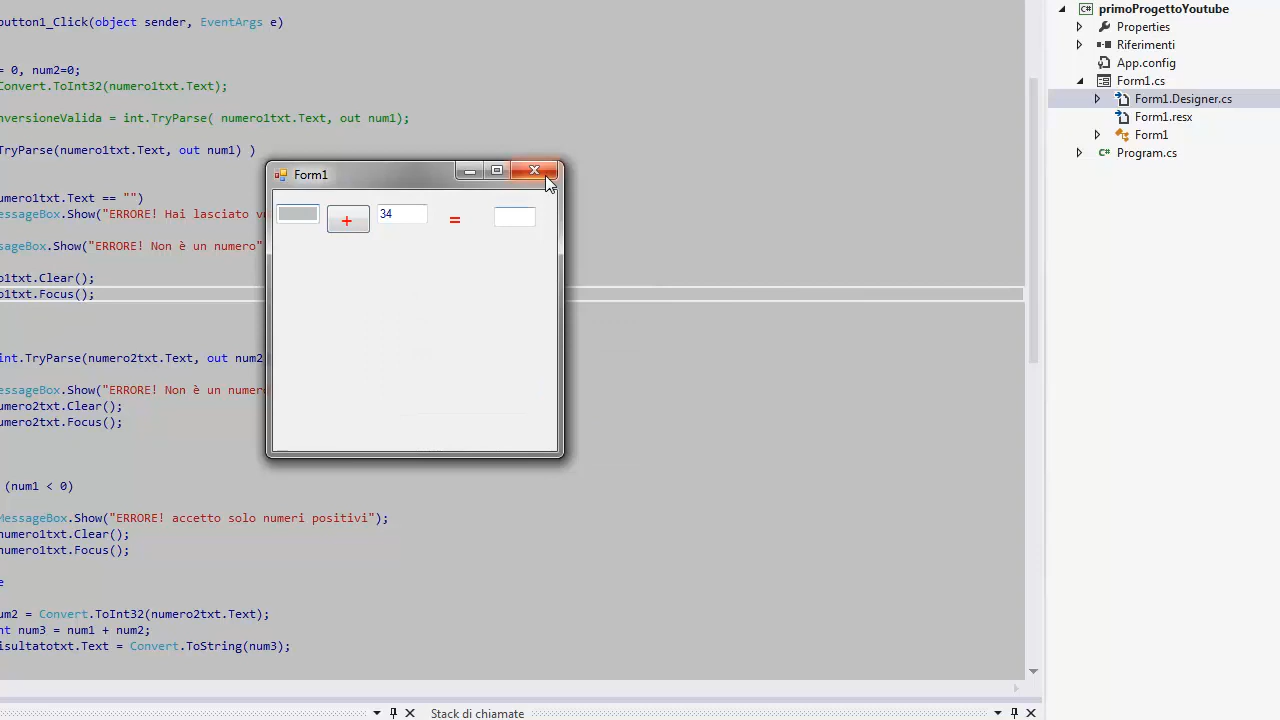 button1_Click(object sender, EventArgs e)
= 0, num2=0;
Convert.ToInt32(numero1txt.Text);
nversioneValida = int.TryParse( numero1txt.Text, out num1);
TryParse(numero1txt.Text, out num1) )
umero1txt.Text == "")
essageBox.Show("ERRORE! Hai lasciato v
ssageBox.Show("ERRORE! Non è un numero"
o1txt.Clear();
o1txt.Focus();
int.TryParse(numero2txt.Text, out num2
essageBox.Show("ERRORE! Non è un numero
umero2txt.Clear();
umero2txt.Focus();
(num1 < 0)
MessageBox.Show("ERRORE! accetto solo numeri positivi");
numero1txt.Clear();
numero1txt.Focus();
e
num2 = Convert.ToInt32(numero2txt.Text);
nt num3 = num1 + num2;
isultatotxt.Text = Convert.ToString(num3);
Form1
+
34
=
Stack di chiamate
primoProgettoYoutube
Properties
Riferimenti
App.config
Form1.cs
Form1.Designer.cs
Form1.resx
Form1
Program.cs